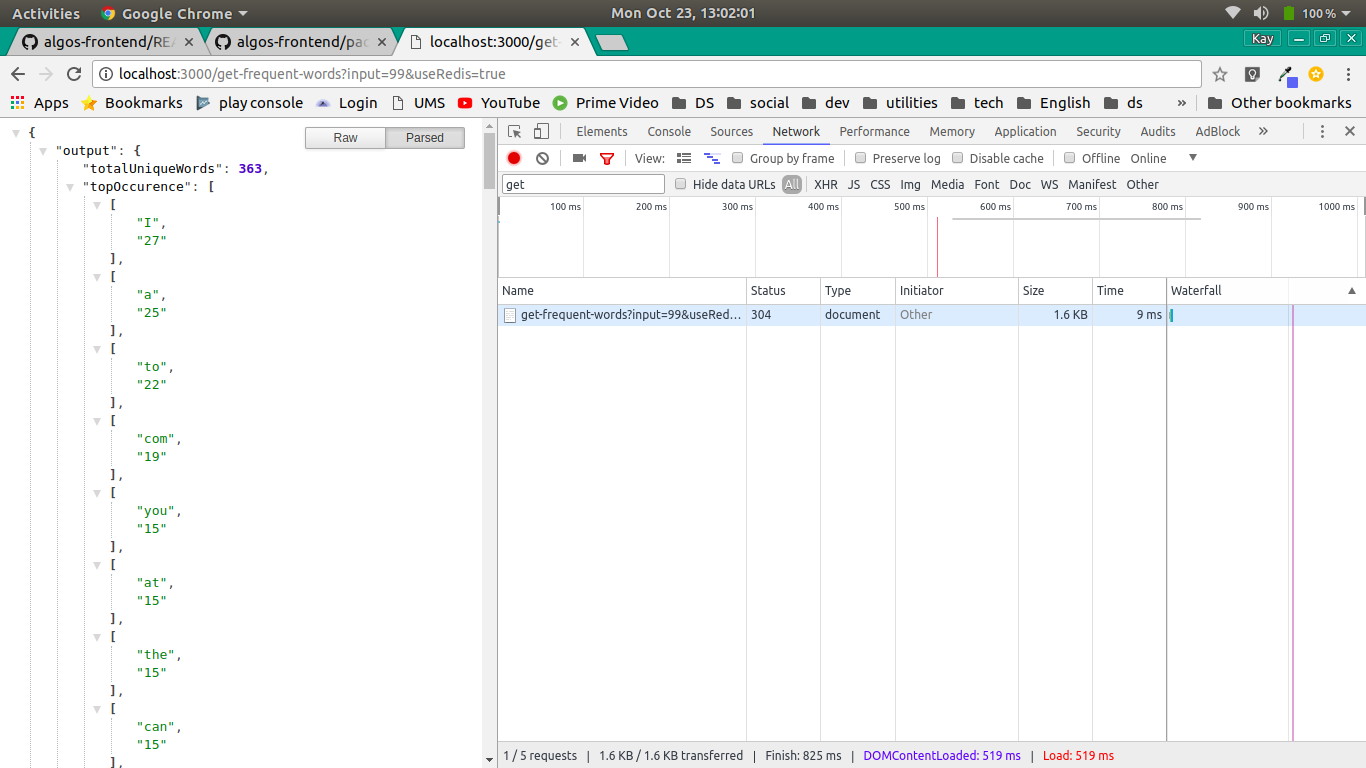 Activities Google Chrome Mon Oct 23, 13:02:01 100 %
algos-frontend/REA algos-frontend/pac localhost:3000/get- Kay
localhost:3000/get-frequent-words?input=99&useRedis=true
Apps Bookmarks play console Login UMS YouTube Prime Video DS social dev utilities tech English ds » Other bookmarks
Raw Parsed
{
"output": {
"totalUniqueWords": 363,
"topOccurence": [
[
"I",
"27"
],
[
"a",
"25"
],
[
"to",
"22"
],
[
"com",
"19"
],
[
"you",
"15"
],
[
"at",
"15"
],
[
"the",
"15"
],
[
"can",
"15"
],
Elements Console Sources Network Performance Memory Application Security Audits AdBlock »
View: Group by frame Preserve log Disable cache Offline Online
get Hide data URLs All XHR JS CSS Img Media Font Doc WS Manifest Other
100 ms 200 ms 300 ms 400 ms 500 ms 600 ms 700 ms 800 ms 900 ms 1000 ms
Name Status Type Initiator Size Time Waterfall
get-frequent-words?input=99&useRed... 304 document Other 1.6 KB 9 ms
1 / 5 requests | 1.6 KB / 1.6 KB transferred | Finish: 825 ms | DOMContentLoaded: 519 ms | Load: 519 ms